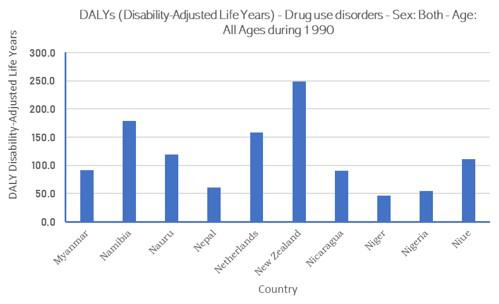 DALYs (Disability-Adjusted Life Years) - Drug use disorders - Sex: Both - Age:
All Ages during 1990
DALY Disability-Adjusted Life Years
300.0
250.0
200.0
150.0
100.0
50.0
0.0
Myanmar
Namibia
Nauru
Nepal
Netherlands
New Zealand
Nicaragua
Niger
Nigeria
Niue
Country